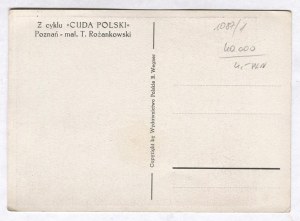 Z cyklu »CUDA POLSKI«
Poznań - mal. T. Rożankowski
Copyright by Wydawnictwo Polskie R. Wegner
40.000